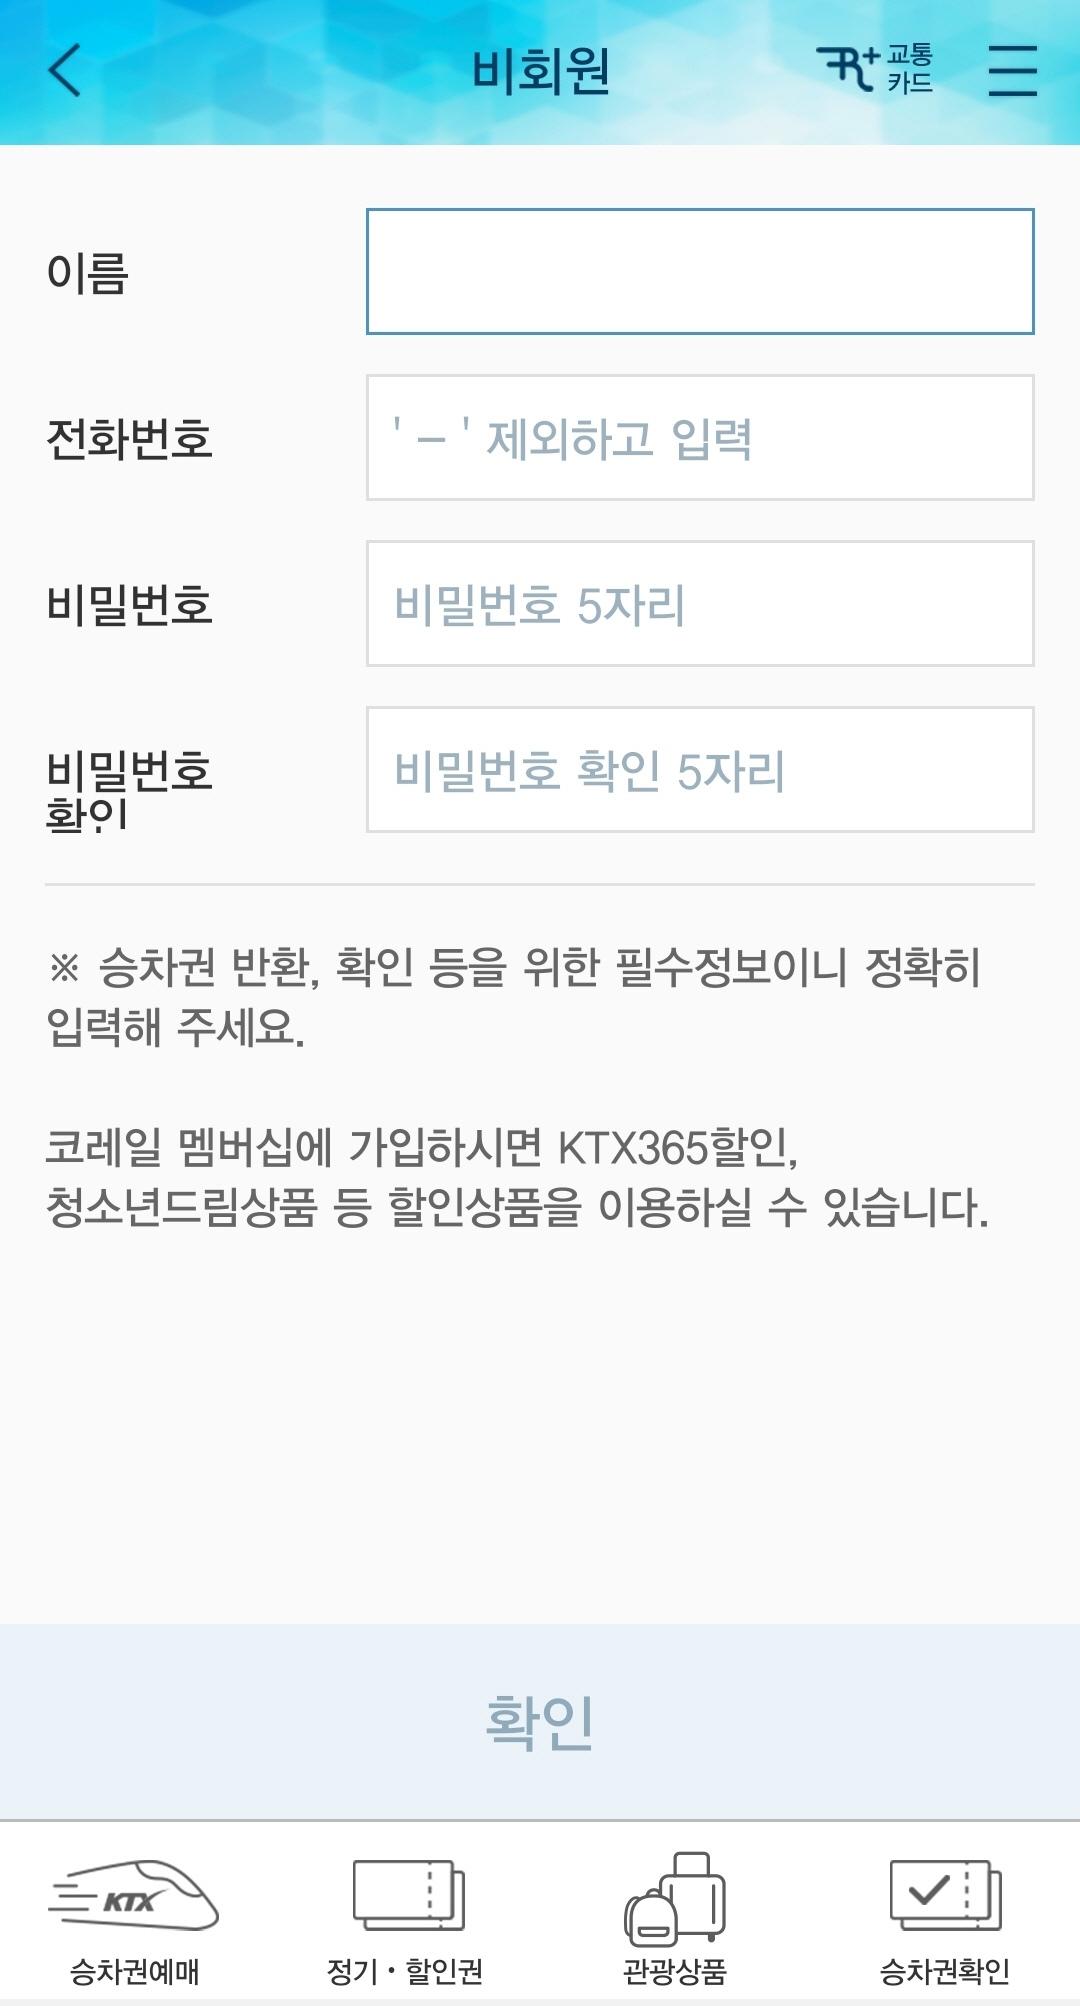 비회원
교통
카드
이름
전화번호
' – ' 제외하고 입력
비밀번호
비밀번호 5자리
비밀번호
확인
비밀번호 확인 5자리
※ 승차권 반환, 확인 등을 위한 필수정보이니 정확히
입력해 주세요.
코레일 멤버십에 가입하시면 KTX365할인,
청소년드림상품 등 할인상품을 이용하실 수 있습니다.
확인
KTX
승차권예매
정기・할인권
관광상품
승차권확인